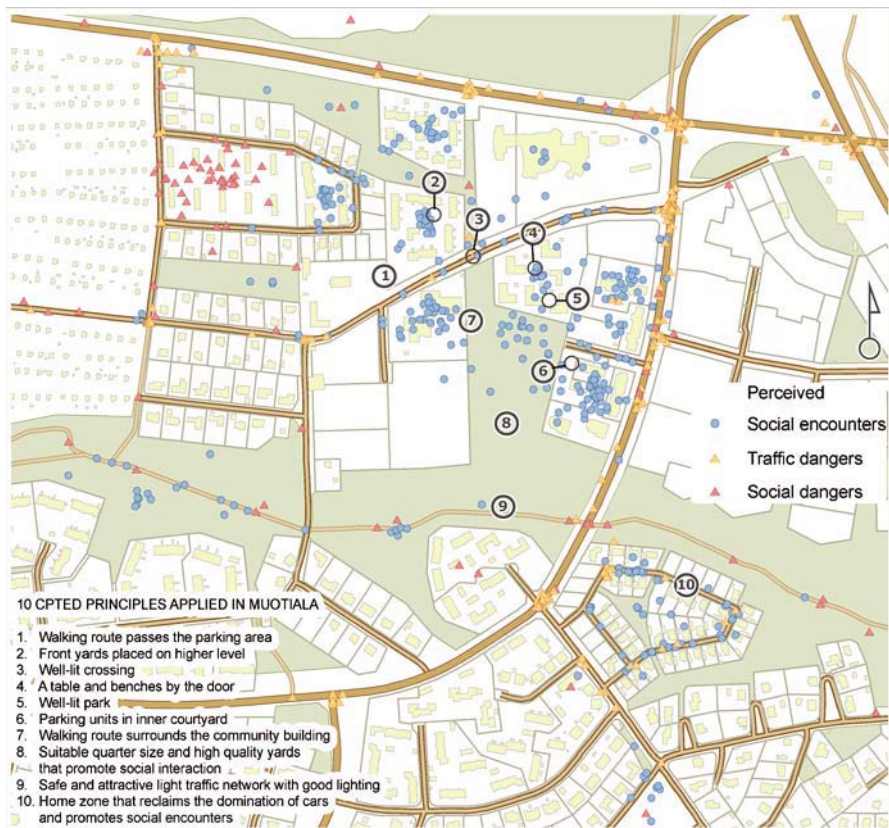 2
3
4
1
5
7
6
8
9
10
Perceived
Social encounters
Traffic dangers
Social dangers
10 CPTED PRINCIPLES APPLIED IN MUOTIALA
1. Walking route passes the parking area
2. Front yards placed on higher level
3. Well-lit crossing
4. A table and benches by the door
5. Well-lit park
6. Parking units in inner courtyard
7. Walking route surrounds the community building
8. Suitable quarter size and high quality yards
that promote social interaction
9. Safe and attractive light traffic network with good lighting
10. Home zone that reclaims the domination of cars
and promotes social encounters